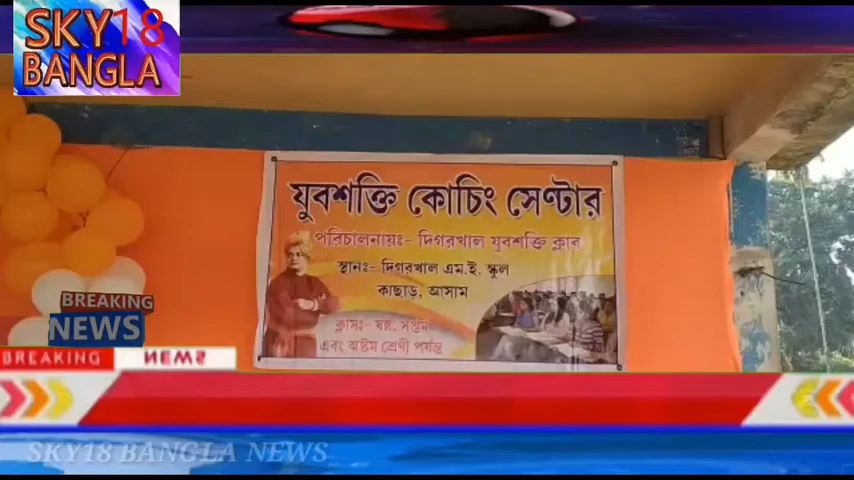 SKY18
BANGLA
যুবশক্তি কোচিং সেণ্টার
পরিচালনায়ঃ- দিগরখাল যুবশক্তি ক্লাব
স্থানঃ- দিগরখাল এম.ই. স্কুল
কাছাড়, আসাম
ক্লাসঃ- ষষ্ঠ, সপ্তম
এবং অষ্টম শ্রেণী পর্যন্ত
BREAKING
NEWS
BREAKING NEWS
SKY18 BANGLA NEWS